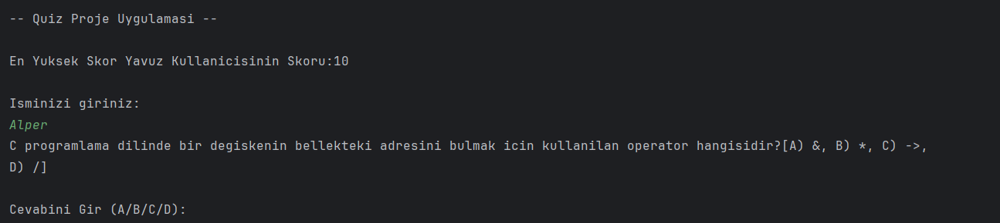 -- Quiz Proje Uygulamasi --
En Yuksek Skor Yavuz Kullanicisinin Skoru:10
Isminizi giriniz:
Alper
C programlama dilinde bir degiskenin bellekteki adresini bulmak icin kullanilan operator hangisidir?[A) &, B) *, C) ->,
D) /]
Cevabini Gir (A/B/C/D):